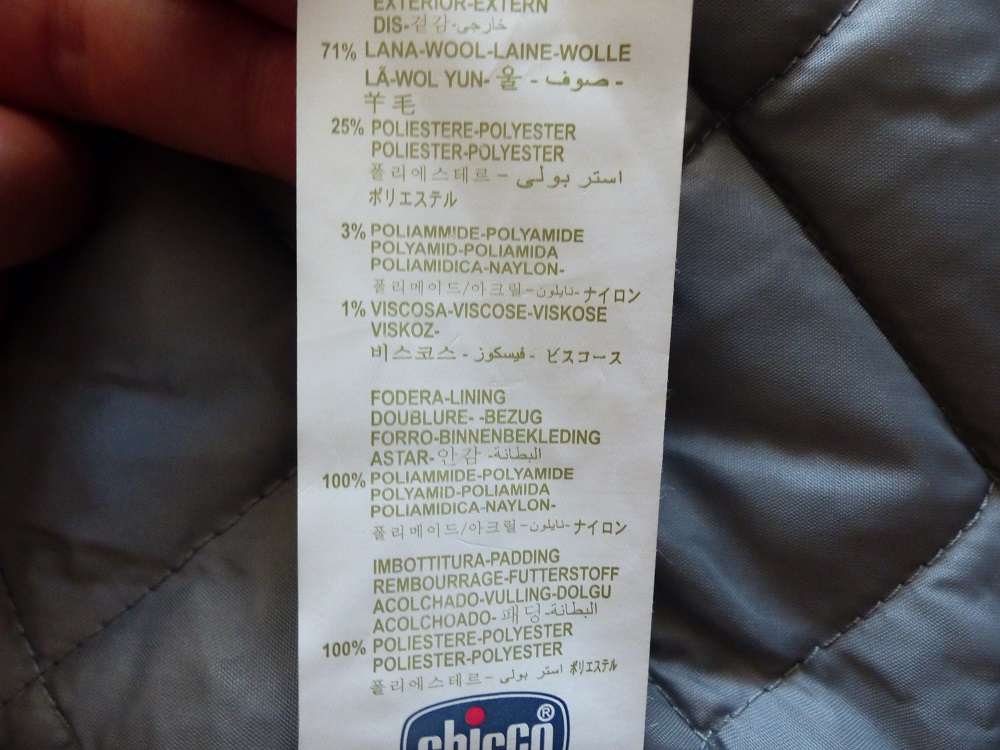 EXTERIOR-EXTERN
DIS-겉감-خارجي
71% LANA-WOOL-LAINE-WOLLE
LÃ-WOL YUN-울 - صوف -
羊毛
25% POLIESTERE-POLYESTER
POLIESTER-POLYESTER
폴리에스테르 - استر بولى
ポリエステル
3% POLIAMMIDE-POLYAMIDE
POLYAMID-POLIAMIDA
POLIAMIDICA-NAYLON-
폴리메이드/아크릴-نايلون-ナイロン
1% VISCOSA-VISCOSE-VISKOSE
VISKOZ-
비스코스 - فيسكوز - ビスコース
FODERA-LINING
DOUBLURE- -BEZUG
FORRO-BINNENBEKLEDING
ASTAR-안감-البطانة
100% POLIAMMIDE-POLYAMIDE
POLYAMID-POLIAMIDA
POLIAMIDICA-NAYLON-
폴리메이드/아크릴-نايلون-ナイロン
IMBOTTITURA-PADDING
REMBOURRAGE-FUTTERSTOFF
ACOLCHADO-VULLING-DOLGU
ACOLCHOADO-패딩-البطانة
100% POLIESTERE-POLYESTER
POLIESTER-POLYESTER
폴리에스테르 - استر بولى ポリエステル
chicco®